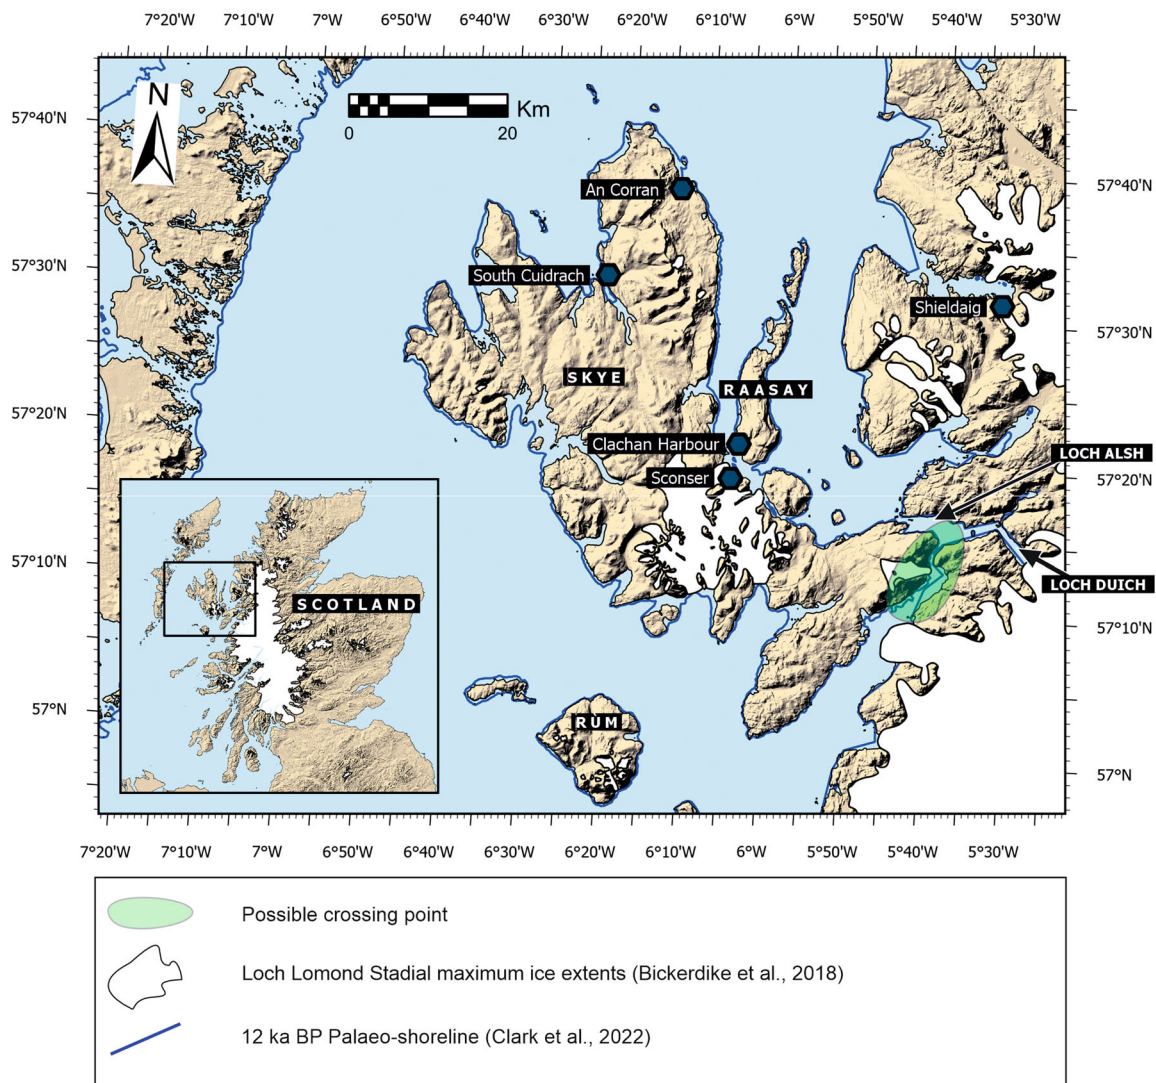 7°20'W 7°10'W 7°W 6°50'W 6°40'W 6°30'W 6°20'W 6°10'W 6°W 5°50'W 5°40'W 5°30'W
N
Km
0 20
57°40'N
57°40'N
An Corran
57°30'N
South Cuidrach
Shieldaig
57°30'N
SKYE
RAASAY
57°20'N
Clachan Harbour
LOCH ALSH
Sconser
57°20'N
57°10'N
LOCH DUICH
SCOTLAND
57°10'N
57°N
RÙM
57°N
7°20'W 7°10'W 7°W 6°50'W 6°40'W 6°30'W 6°20'W 6°10'W 6°W 5°50'W 5°40'W 5°30'W
Possible crossing point
Loch Lomond Stadial maximum ice extents (Bickerdike et al., 2018)
12 ka BP Palaeo-shoreline (Clark et al., 2022)